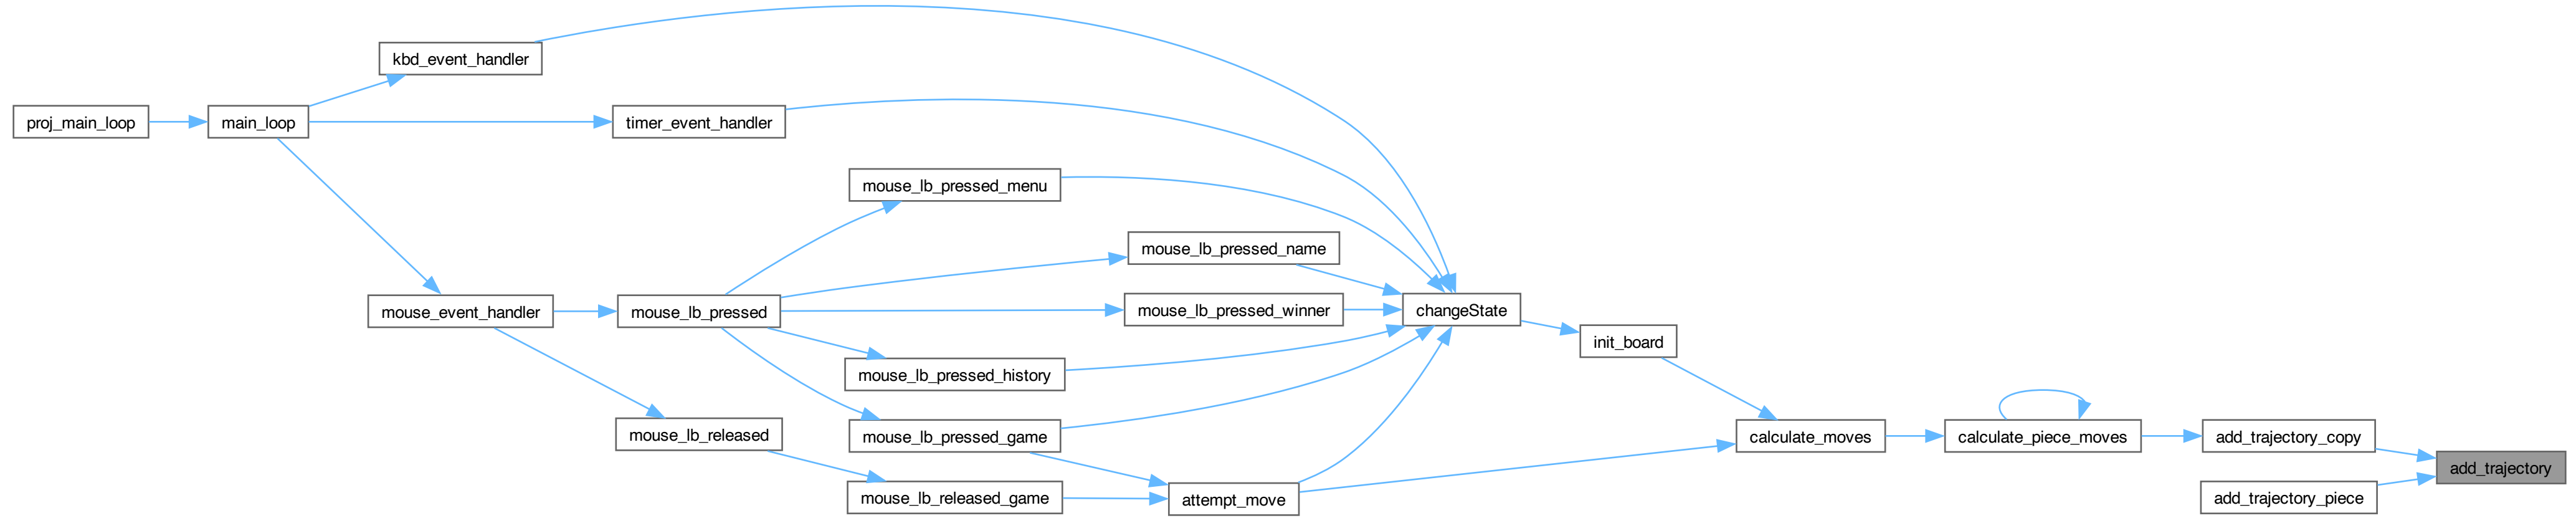 kbd_event_handler
proj_main_loop
main_loop
timer_event_handler
mouse_lb_pressed_menu
mouse_lb_pressed_name
mouse_event_handler
mouse_lb_pressed
mouse_lb_pressed_winner
changeState
init_board
mouse_lb_pressed_history
mouse_lb_released
mouse_lb_pressed_game
calculate_moves
calculate_piece_moves
add_trajectory_copy
add_trajectory
mouse_lb_released_game
attempt_move
add_trajectory_piece